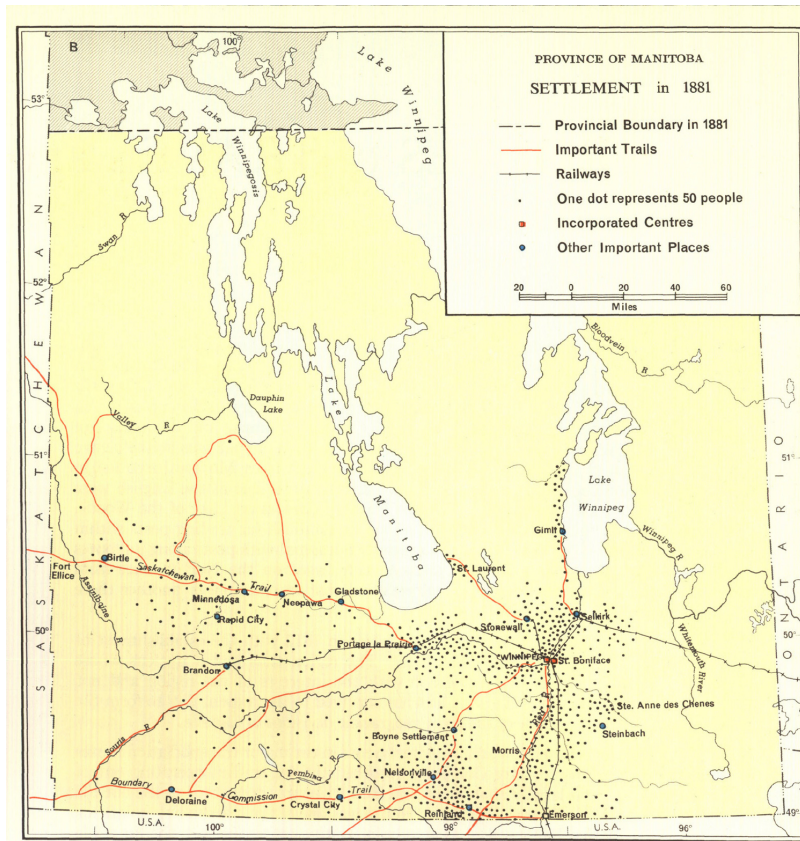 B
100°
PROVINCE OF MANITOBA
SETTLEMENT in 1881
Provincial Boundary in 1881
Important Trails
Railways
One dot represents 50 people
Incorporated Centres
Other Important Places
20 0 20 40 60
Miles
Lake Winnipeg
53°
Lake Winnipegosis
Swan R
52°
SASKATCHEWAN
Bloodvein R
Dauphin Lake
Lake Manitoba
Valley R
51°
51°
ONTARIO
Lake Winnipeg
Gimli
Winnipeg R
Birtle
Fort Ellice
Saskatchewan Trail
St. Laurent
Minnedosa
Neepawa
Gladstone
Assiniboine R
Rapid City
Stonewall
Selkirk
50°
50°
Whitemouth River
Portage la Prairie
WINNIPEG
St. Boniface
Brandon
Red R
Ste. Anne des Chenes
Souris R
Boyne Settlement
Steinbach
Morris
Pembina R
Nelsonville
Boundary Commission Trail
Deloraine
Crystal City
Reinland
Emerson
49°
U.S.A.
100°
98°
U.S.A.
96°